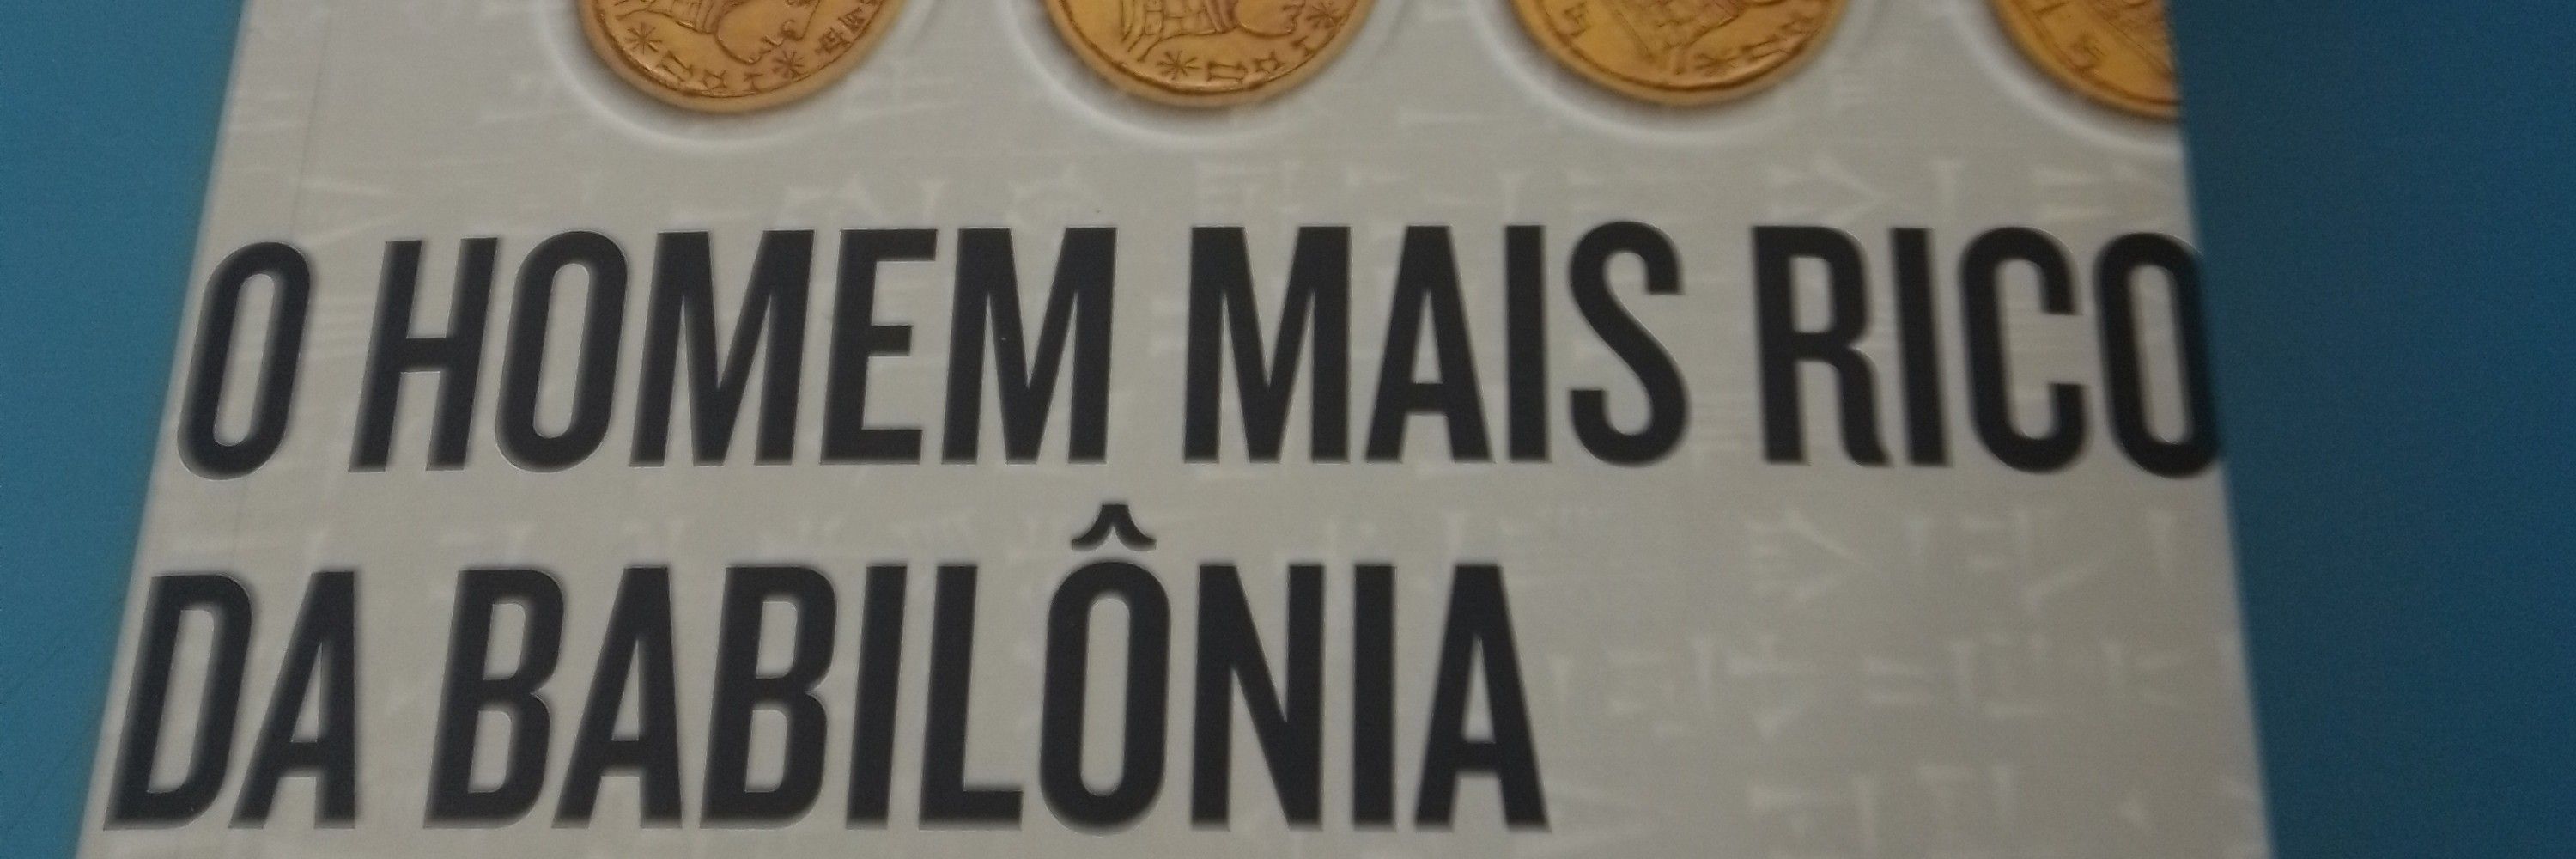 O HOMEM MAIS RICO
DA BABILÔNIA